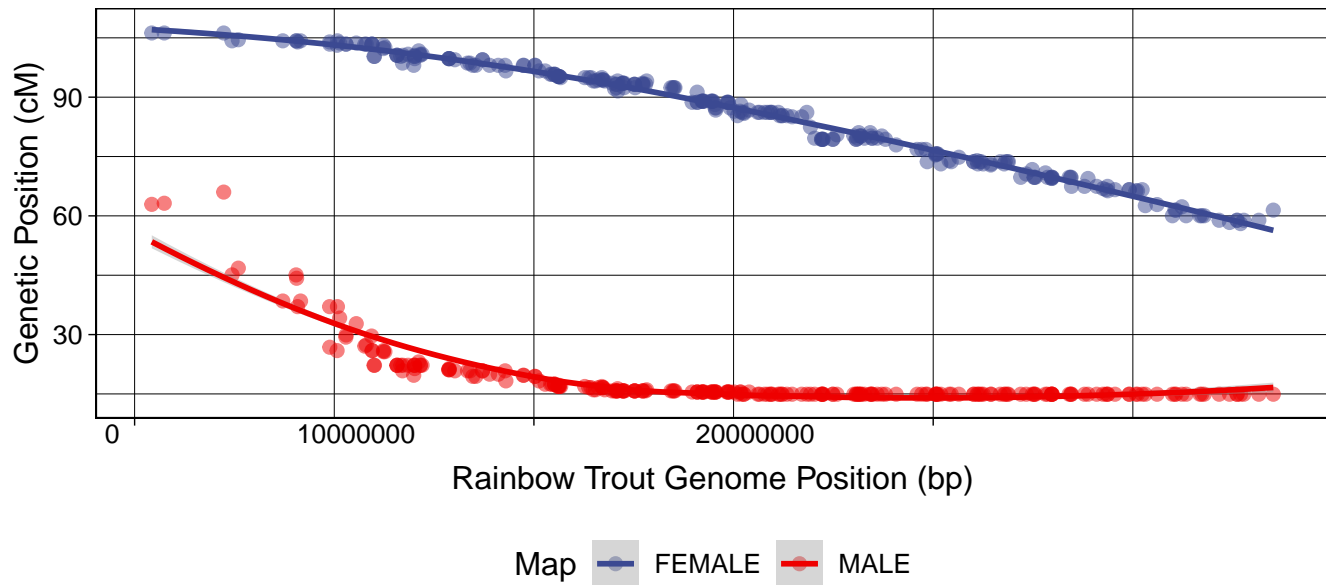 Genetic Position (cM)
90
60
30
0 10000000 20000000
Rainbow Trout Genome Position (bp)
Map FEMALE MALE